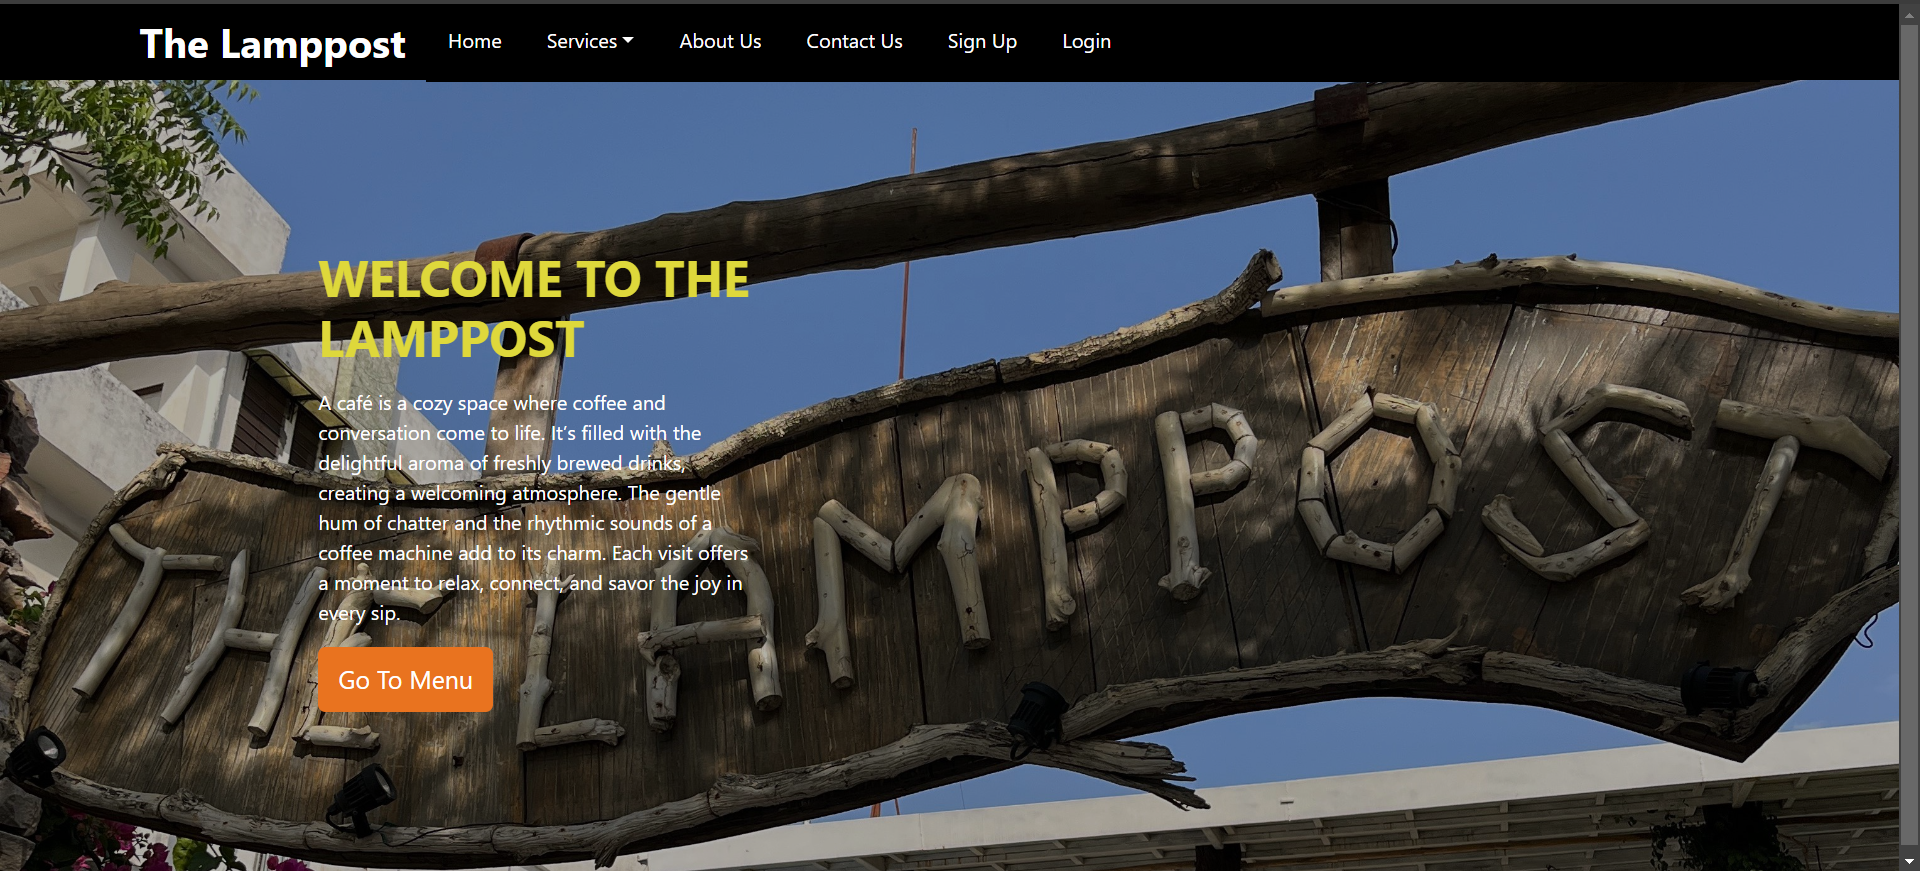 The Lamppost Home Services About Us Contact Us Sign Up Login
WELCOME TO THE
LAMPPOST
A café is a cozy space where coffee and
conversation come to life. It’s filled with the
delightful aroma of freshly brewed drinks,
creating a welcoming atmosphere. The gentle
hum of chatter and the rhythmic sounds of a
coffee machine add to its charm. Each visit offers
a moment to relax, connect, and savor the joy in
every sip.
Go To Menu
THE LAMPPOST